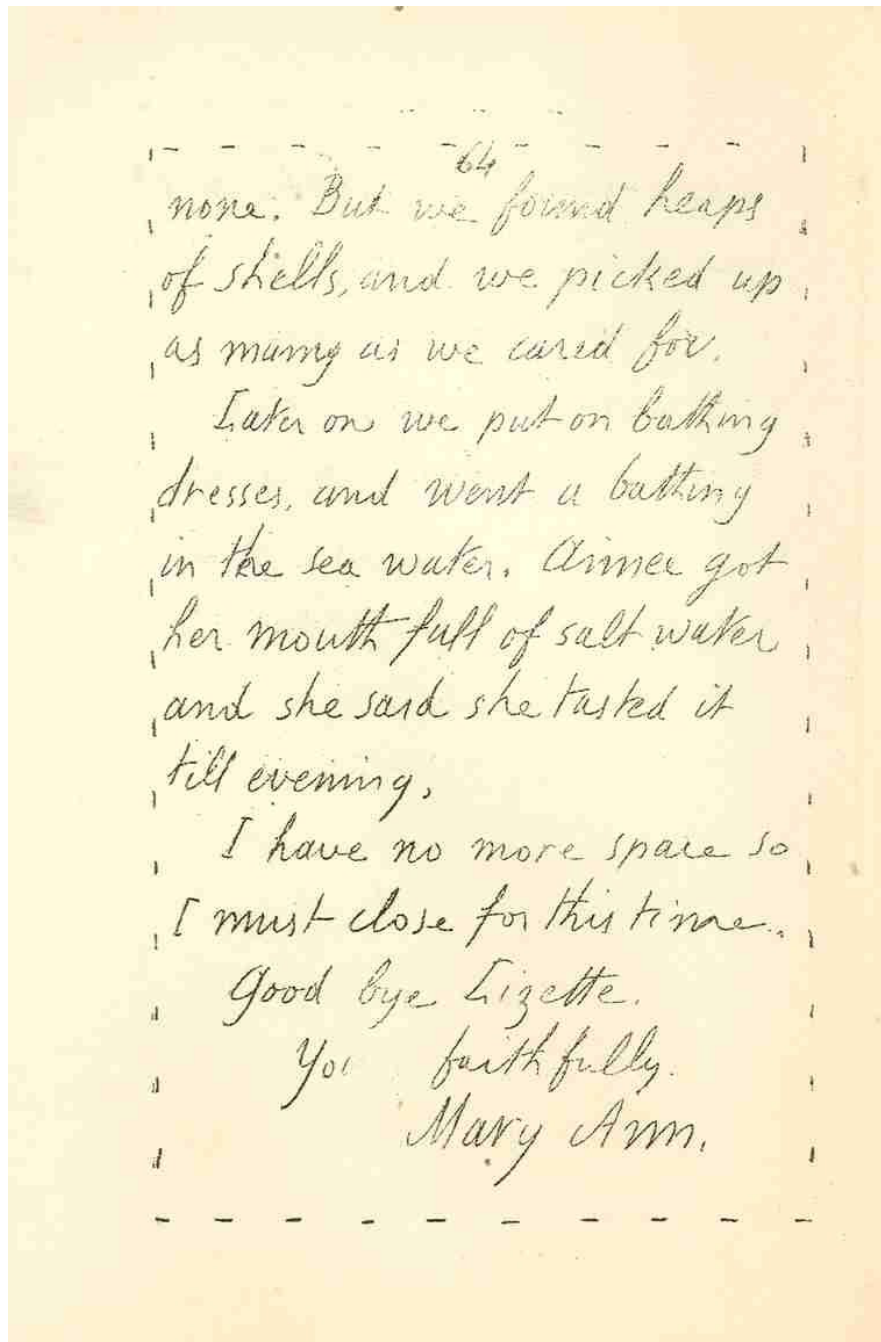 64
none. But we found heaps
of shells, and we picked up
as many as we cared for.
Later on we put on bathing
dresses, and went a bathing
in the sea water. Aimee got
her mouth full of salt water
and she said she tasted it
till evening.
I have no more space so
I must close for this time.
Good bye Lizette.
You faithfully.
Mary Ann.